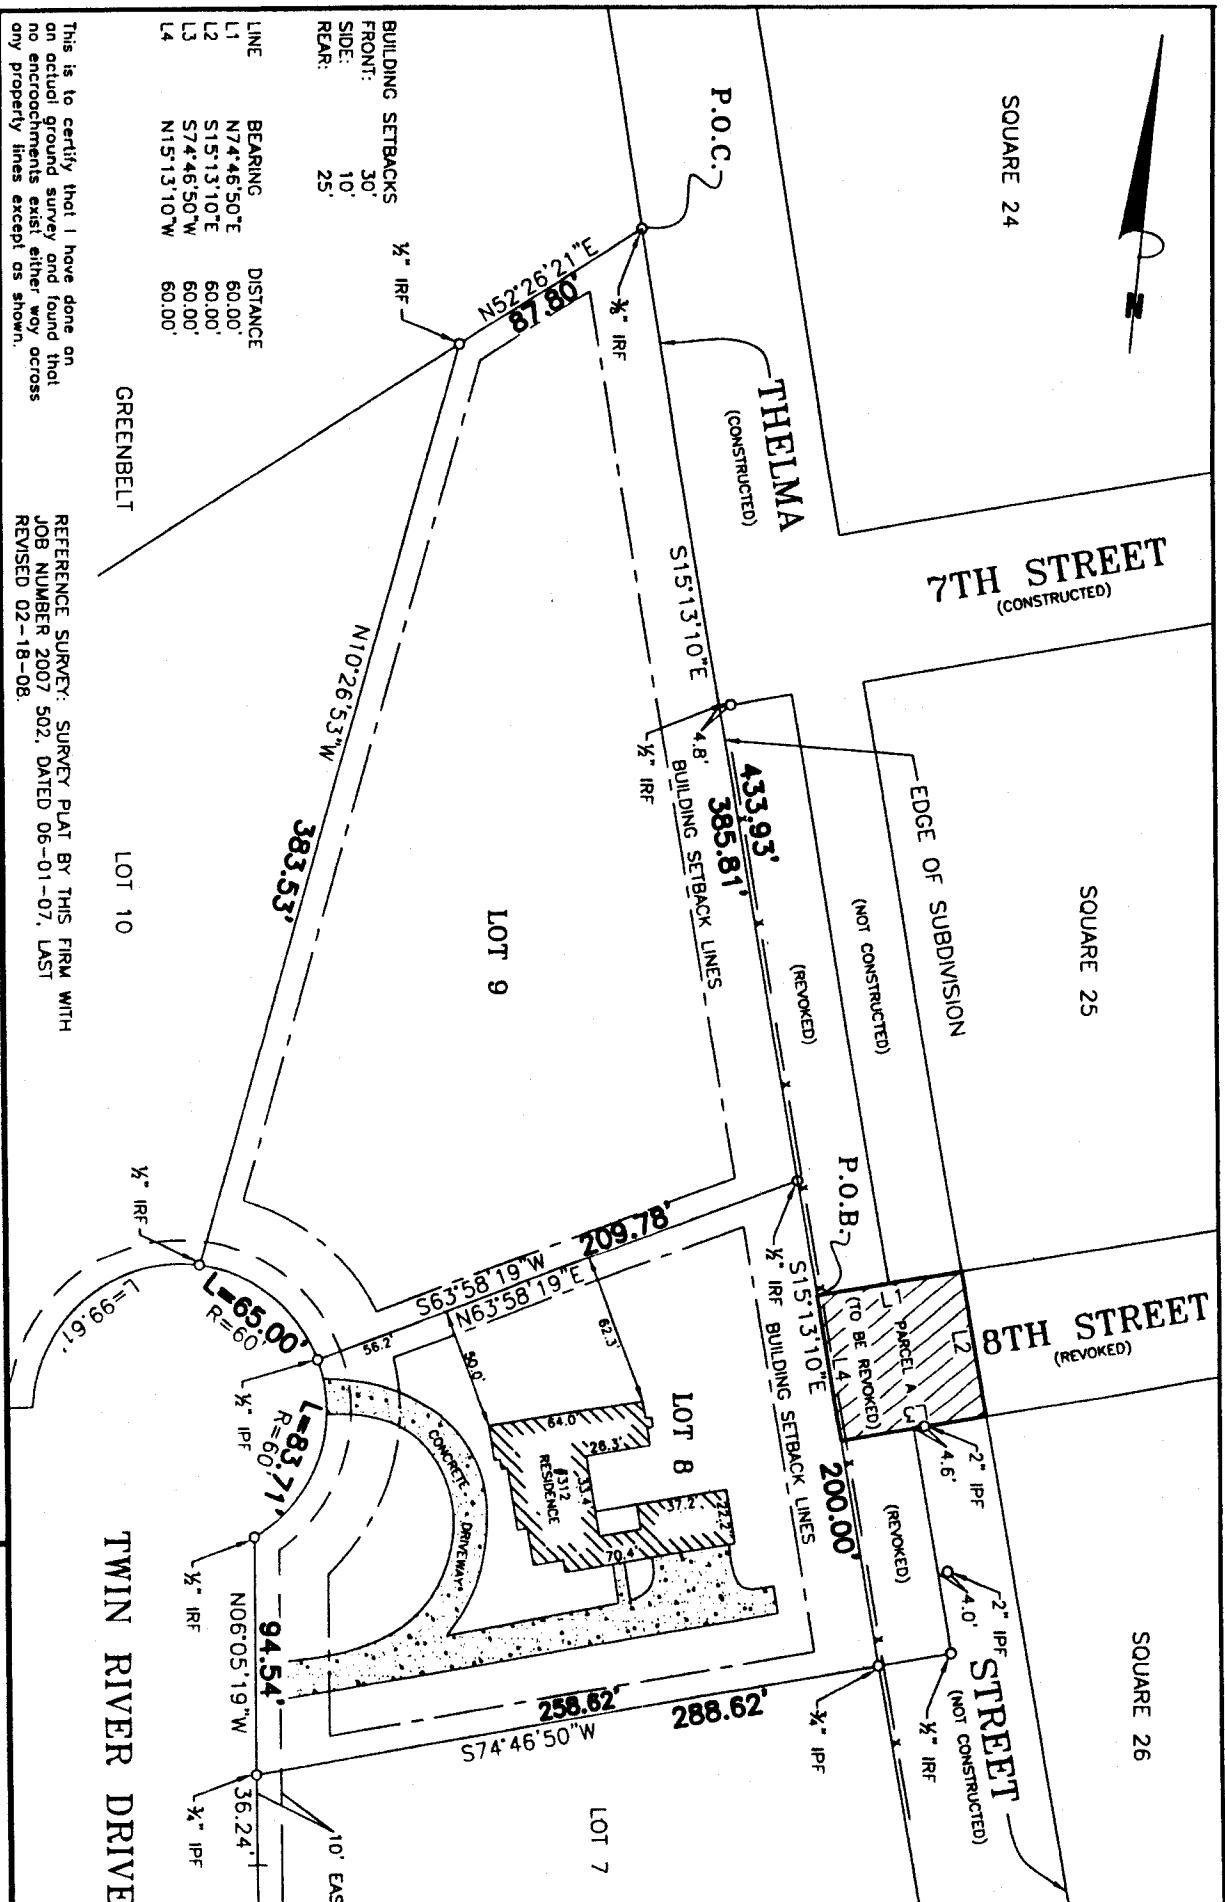 SQUARE 24
7TH STREET
(CONSTRUCTED)
SQUARE 25
8TH STREET
(REVOKED)
SQUARE 26
N
P.O.C.
THELMA
(CONSTRUCTED)
EDGE OF SUBDIVISION
(NOT CONSTRUCTED)
(REVOKED)
P.O.B.
L1
L2
L3
L4
PARCEL A
(TO BE REVOKED)
2" IPF
4.6'
(REVOKED)
2" IPF
4.0'
STREET
(NOT CONSTRUCTED)
½" IRF
¾" IPF
⅜" IRF
S15°13'10"E
4.8'
½" IRF
433.93'
385.81'
BUILDING SETBACK LINES
½" IRF
S15°13'10"E
200.00'
BUILDING SETBACK LINES
BUILDING SETBACKS
FRONT: 30'
SIDE: 10'
REAR: 25'
N52°26'21"E
87.80'
½" IRF
LINE BEARING DISTANCE
L1 N74°46'50"E 60.00'
L2 S15°13'10"E 60.00'
L3 S74°46'50"W 60.00'
L4 N15°13'10"W 60.00'
LOT 9
209.78'
S63°58'19"W
N63°58'19"E
62.3'
50.0'
56.2'
LOT 8
64.0'
26.3'
33.4'
37.2'
22.2'
70.4'
#312
RESIDENCE
CONCRETE DRIVEWAY
258.62'
288.62'
S74°46'50"W
LOT 7
N10°26'53"W
383.53'
½" IRF
L=65.00'
R=60'
L=99.61'
½" IPF
L=83.71'
R=60'
½" IRF
94.54'
N06°05'19"W
¾" IPF
36.24'
10' EAS
GREENBELT
LOT 10
TWIN RIVER DRIVE
This is to certify that I have done an
an actual ground survey and found that
no encroachments exist either way across
any property lines except as shown.
REFERENCE SURVEY: SURVEY PLAT BY THIS FIRM WITH
JOB NUMBER 2007 502, DATED 06-01-07, LAST
REVISED 02-18-08.